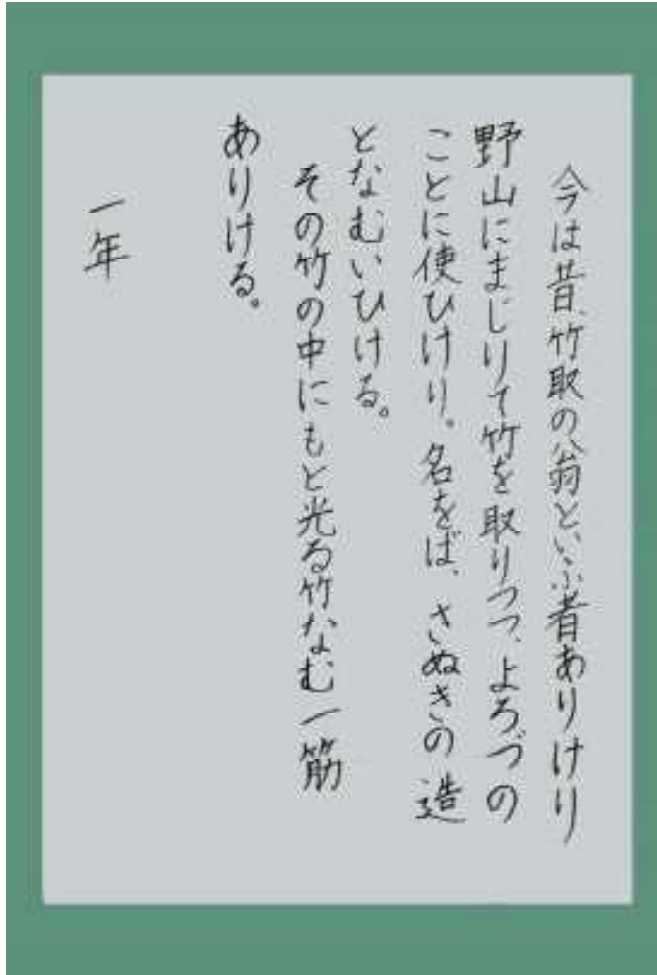 今は昔、竹取の翁といふ者ありけり
野山にまじりて竹を取りつつ、よろづの
ことに使ひけり。名をば、さぬきの造
となむいひける。
その竹の中にもと光る竹なむ一筋
ありける。
一年